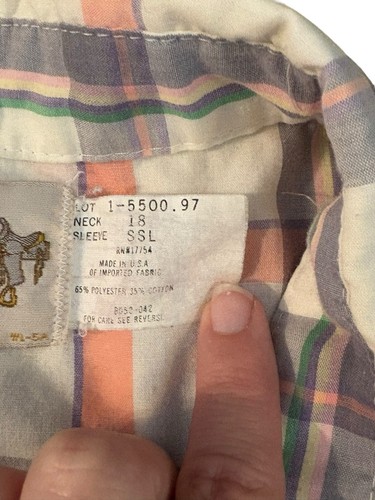 LOT 1-5500.97
NECK 18
SLEEVE SSL
RN#17754
MADE IN U.S.A
OF IMPORTED FABRIC
65% POLYESTER 35% COTTON
FOR CARE SEE REVERSE